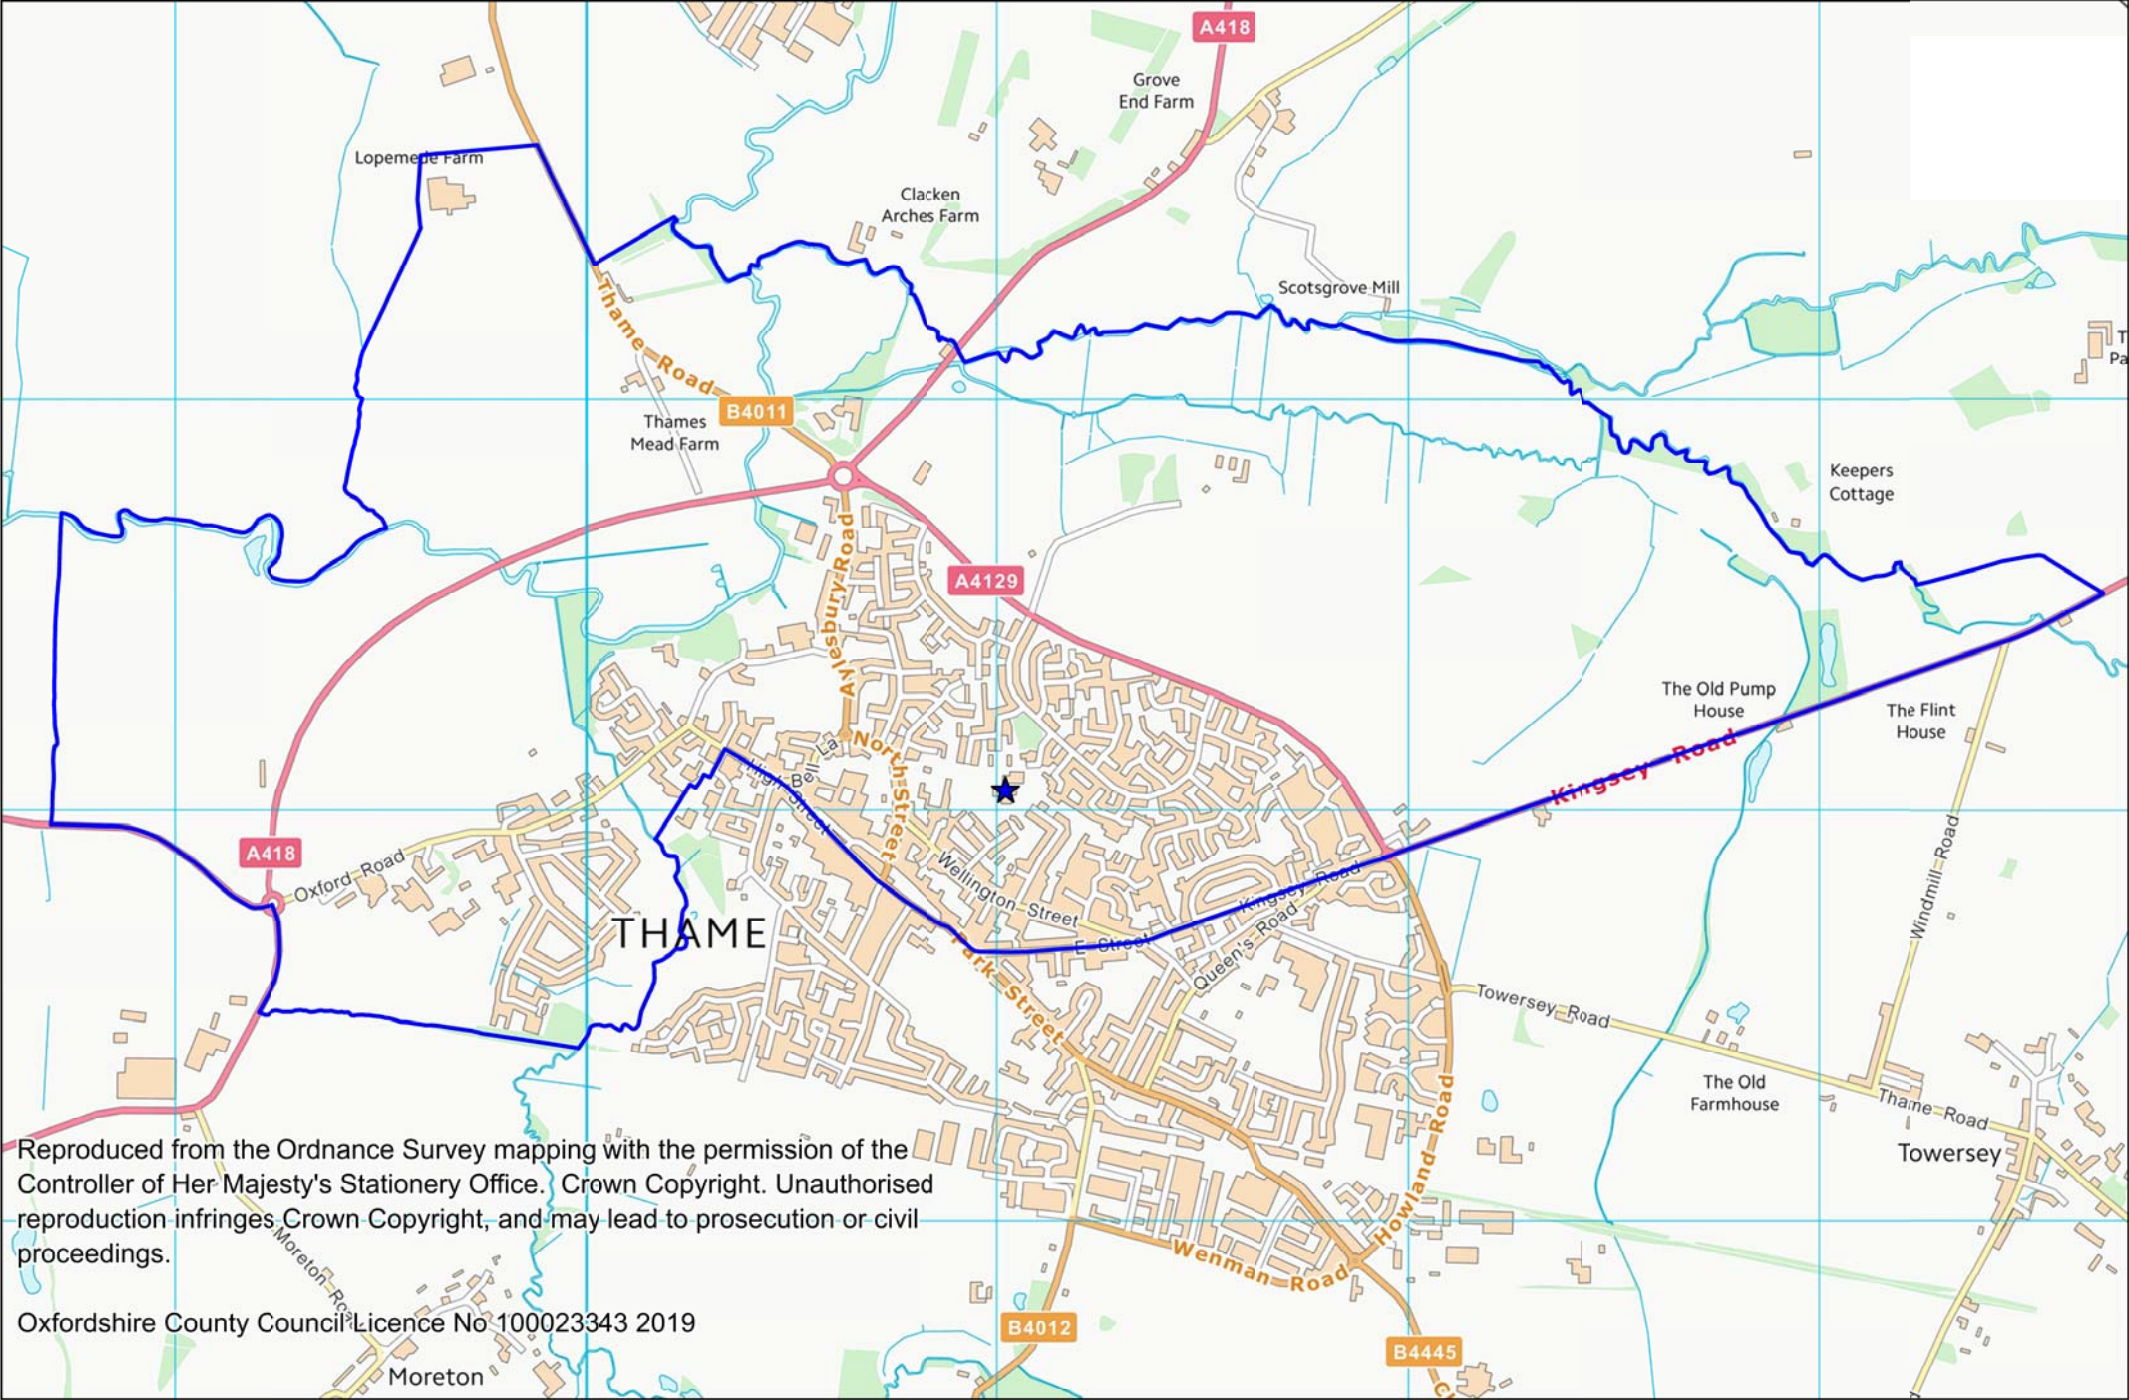 A418
Grove
End Farm
Lopemede Farm
Clacken
Arches Farm
Scotsgrove Mill
Thame Road
B4011
Thames
Mead Farm
Keepers
Cottage
A4129
Aylesbury Road
The Old Pump
House
The Flint
House
Kingsey Road
North Street
Bell La
High Street
A418
Oxford Road
Wellington Street
Kingsey Road
Windmill Road
THAME
E Street
Queen's Road
Park Street
Towersey Road
The Old
Farmhouse
Thame Road
Towersey
Howland Road
Reproduced from the Ordnance Survey mapping with the permission of the
Controller of Her Majesty's Stationery Office. Crown Copyright. Unauthorised
reproduction infringes Crown Copyright, and may lead to prosecution or civil
proceedings.
Moreton Road
Wenman Road
Oxfordshire County Council Licence No 100023343 2019
B4012
B4445
Moreton